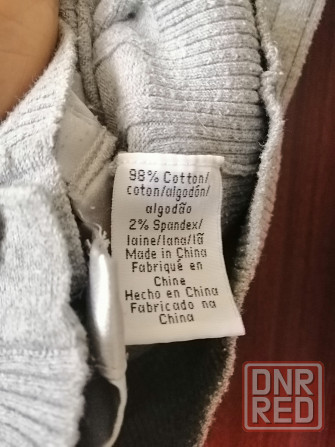 98% Cotton/
coton/algodón/
algodão
2% Spandex/
laine/lana/lã
Made in China
Fabriqué en
Chine
Hecho en China
Fabricado na
China
DNR
RED